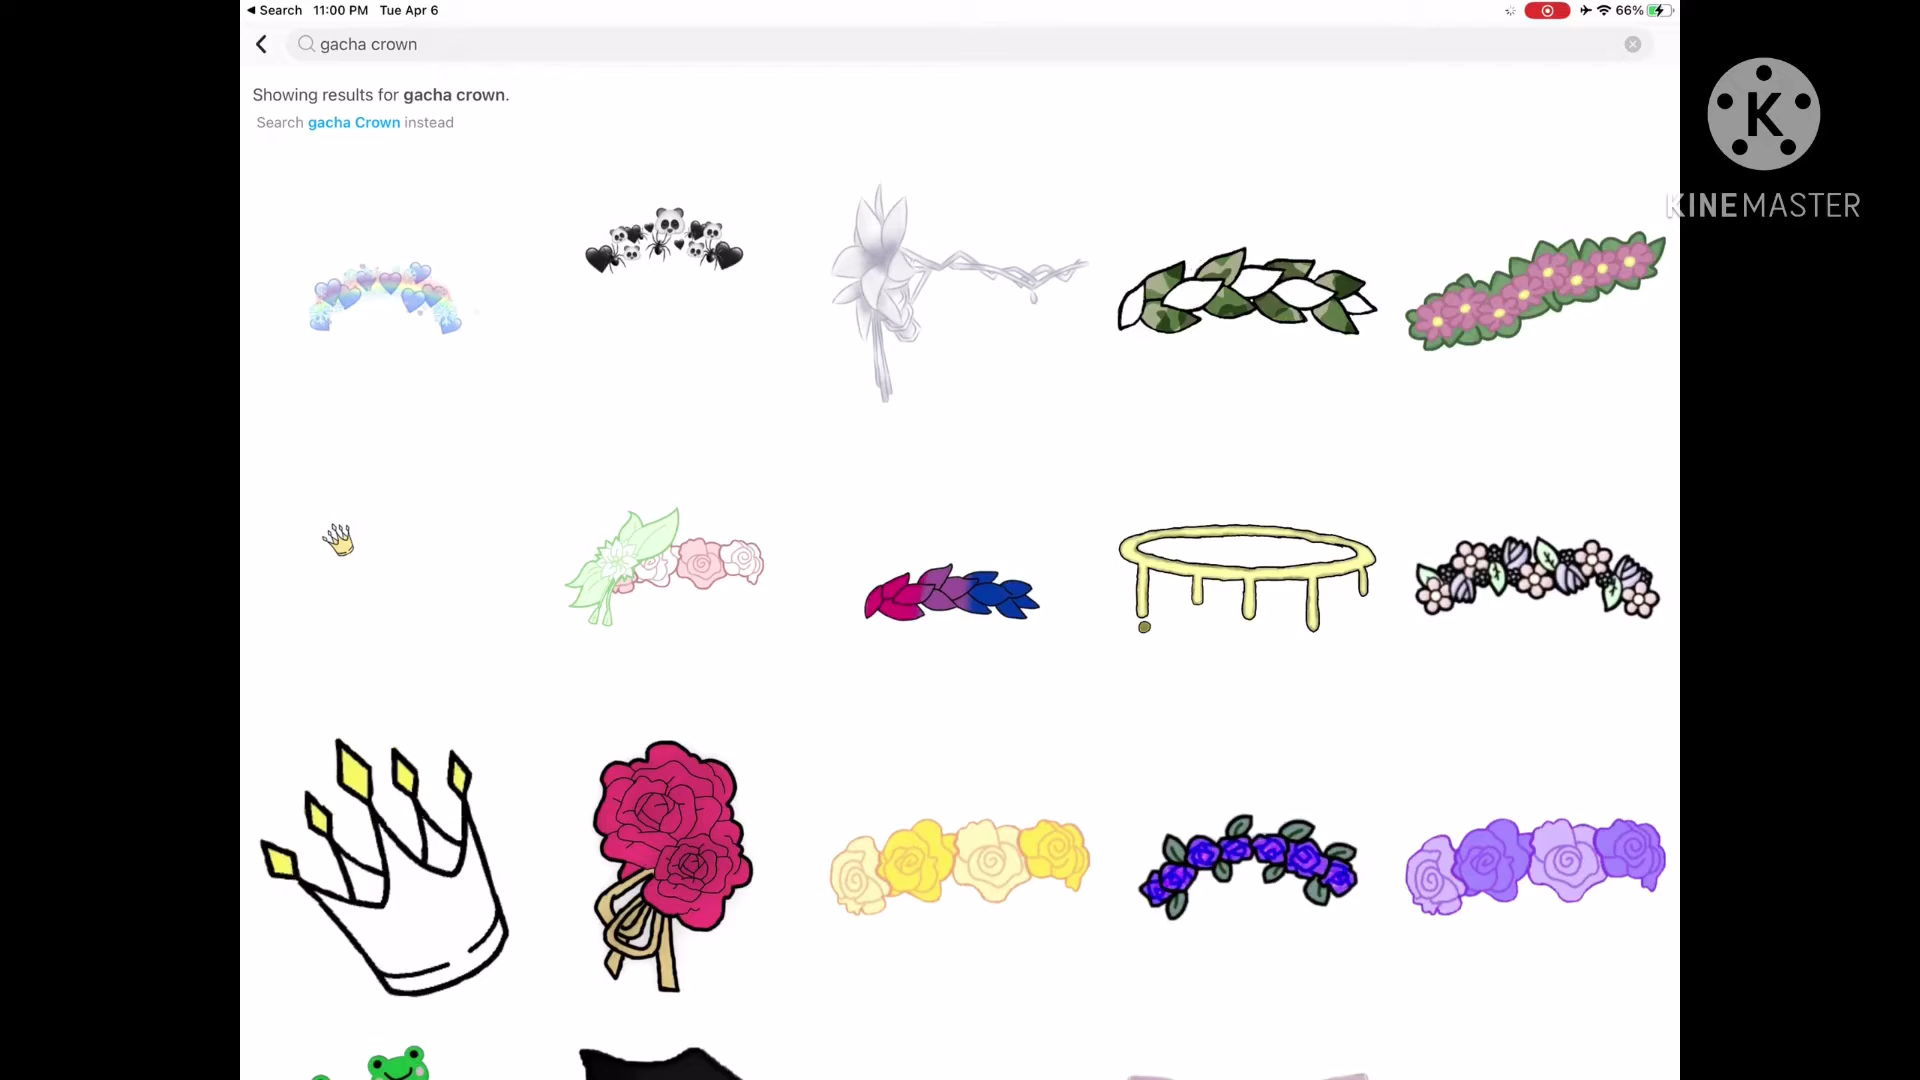 Search 11:00 PM Tue Apr 6 66%
gacha crown
Showing results for gacha crown.
Search gacha Crown instead
K
KINEMASTER